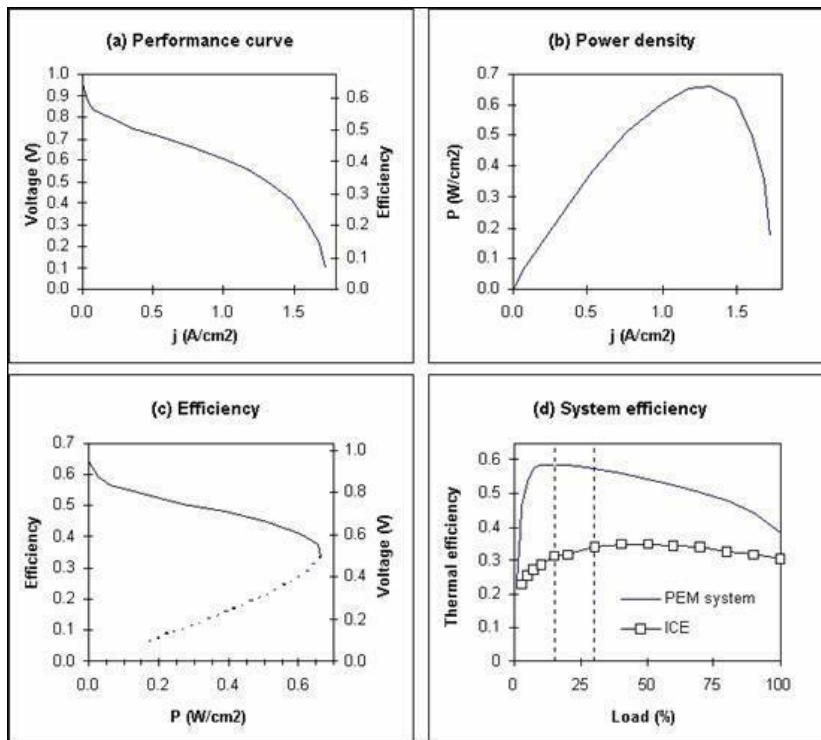 (a) Performance curve
1.0
0.9
0.8
0.7
0.6
0.5
0.4
0.3
0.2
0.1
0.6
0.5
0.4
0.3
0.2
0.1
0.0
Voltage (V)
Efficiency
0.0 0.5 1.0 1.5
j (A/cm2)
(b) Power density
0.7
0.6
0.5
0.4
0.3
0.2
0.1
0.0
P (W/cm2)
0.0 0.5 1.0 1.5
j (A/cm2)
(c) Efficiency
0.7
0.6
0.5
0.4
0.3
0.2
0.1
0.0
1.0
0.8
0.6
0.4
0.2
0.0
Efficiency
Voltage (V)
0.0 0.2 0.4 0.6
P (W/cm2)
(d) System efficiency
0.6
0.5
0.4
0.3
0.2
0.1
0
Thermal efficiency
PEM system
ICE
0 25 50 75 100
Load (%)